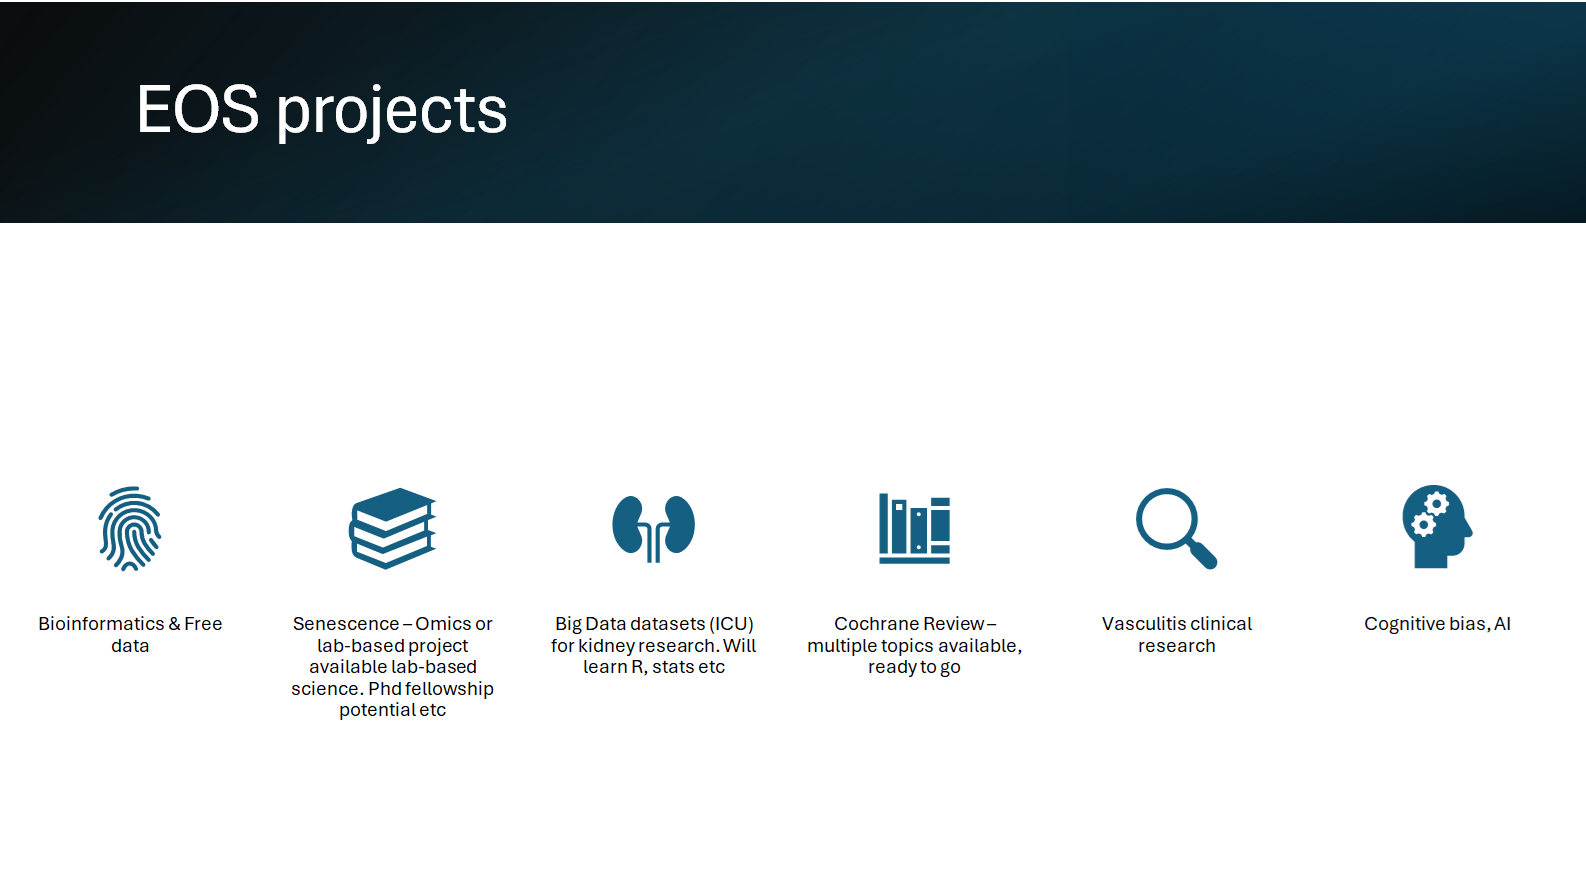 EOS projects
Bioinformatics & Free
data
Senescence – Omics or
lab-based project
available lab-based
science. Phd fellowship
potential etc
Big Data datasets (ICU)
for kidney research. Will
learn R, stats etc
Cochrane Review –
multiple topics available,
ready to go
Vasculitis clinical
research
Cognitive bias, AI